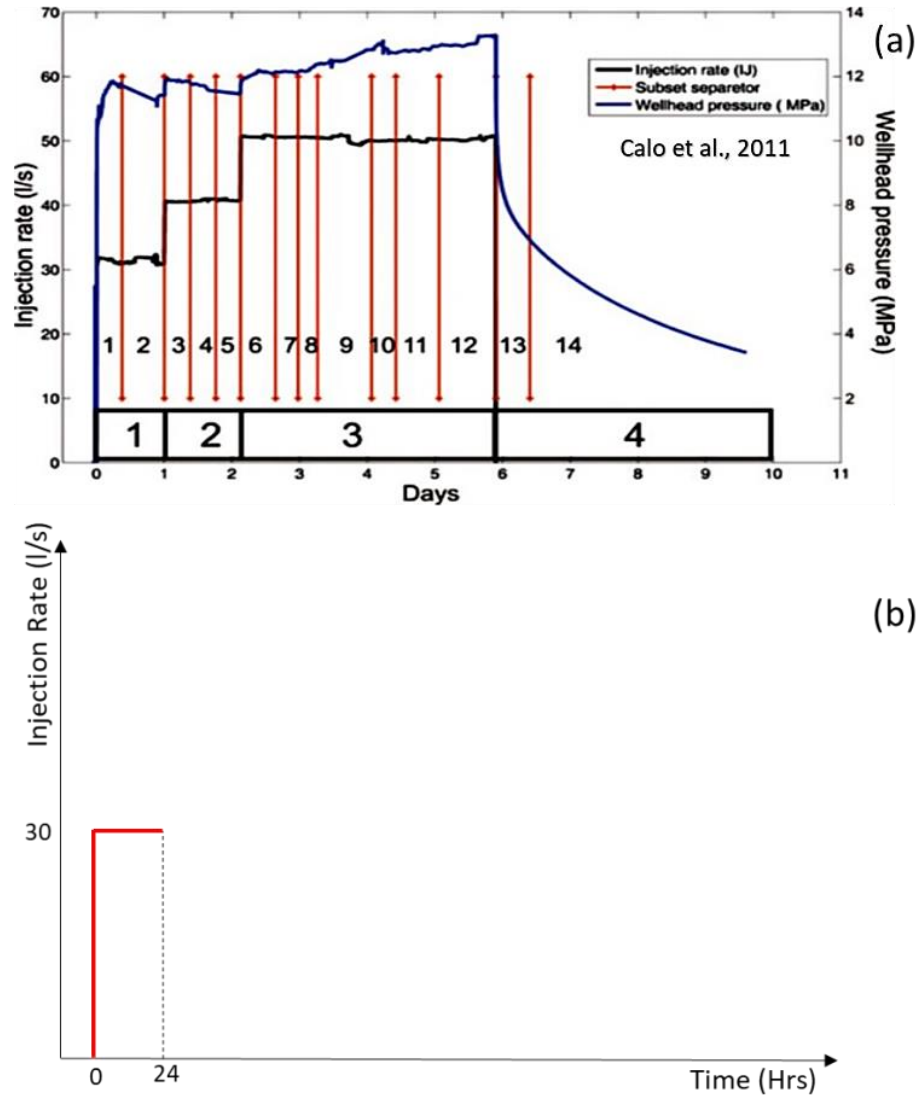 70
14
(a)
60
12
Injection rate (IJ)
Subset separetor
Wellhead pressure ( MPa)
50
10
Calo et al., 2011
40
8
30
6
20
4
1 2 3 4 5 6 7 8 9 10 11 12 13 14
10
2
1 2 3 4
0
0 1 2 3 4 5 6 7 8 9 10 11
Days
Injection rate (l/s)
Wellhead pressure (MPa)
(b)
Injection Rate (l/s)
30
0 24
Time (Hrs)